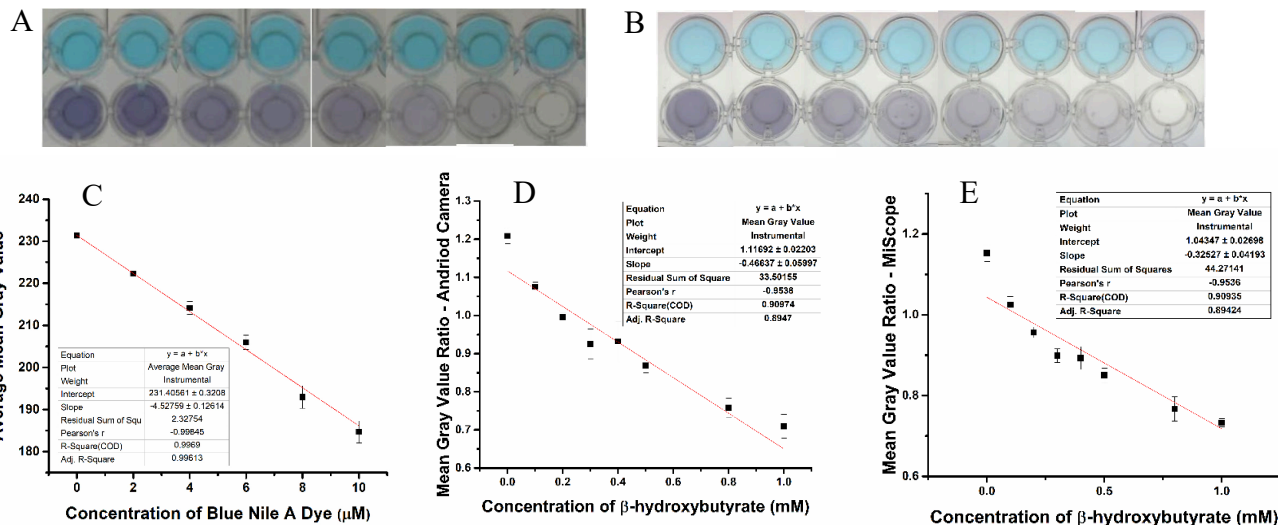 A
B
C
240
230
220
210
200
190
180
0 2 4 6 8 10
Average Mean Gray Value
Concentration of Blue Nile A Dye (µM)
Equation y = a + b*x
Plot Average Mean Gray
Weight Instrumental
Intercept 231.40561 ± 0.3208
Slope -4.52759 ± 0.12614
Residual Sum of Squ 2.32754
Pearson's r -0.99845
R-Square(COD) 0.9969
Adj. R-Square 0.99613
D
Mean Gray Value Ratio - Andriod Camera
1.3
1.2
1.1
1.0
0.9
0.8
0.7
0.6
0.0 0.2 0.4 0.6 0.8 1.0
Concentration of β-hydroxybutyrate (mM)
Equation y = a + b*x
Plot Mean Gray Value
Weight Instrumental
Intercept 1.11692 ± 0.02203
Slope -0.46637 ± 0.05997
Residual Sum of Square 33.50155
Pearson's r -0.9538
R-Square(COD) 0.90974
Adj. R-Square 0.8947
E
Mean Gray Value Ratio - MiScope
1.2
1.0
0.8
0.6
0.0 0.5 1.0
Concentration of β-hydroxybutyrate (mM)
Equation y = a + b*x
Plot Mean Gray Value
Weight Instrumental
Intercept 1.04347 ± 0.02698
Slope -0.32527 ± 0.04193
Residual Sum of Squares 44.27141
Pearson's r -0.9536
R-Square(COD) 0.90935
Adj. R-Square 0.89424